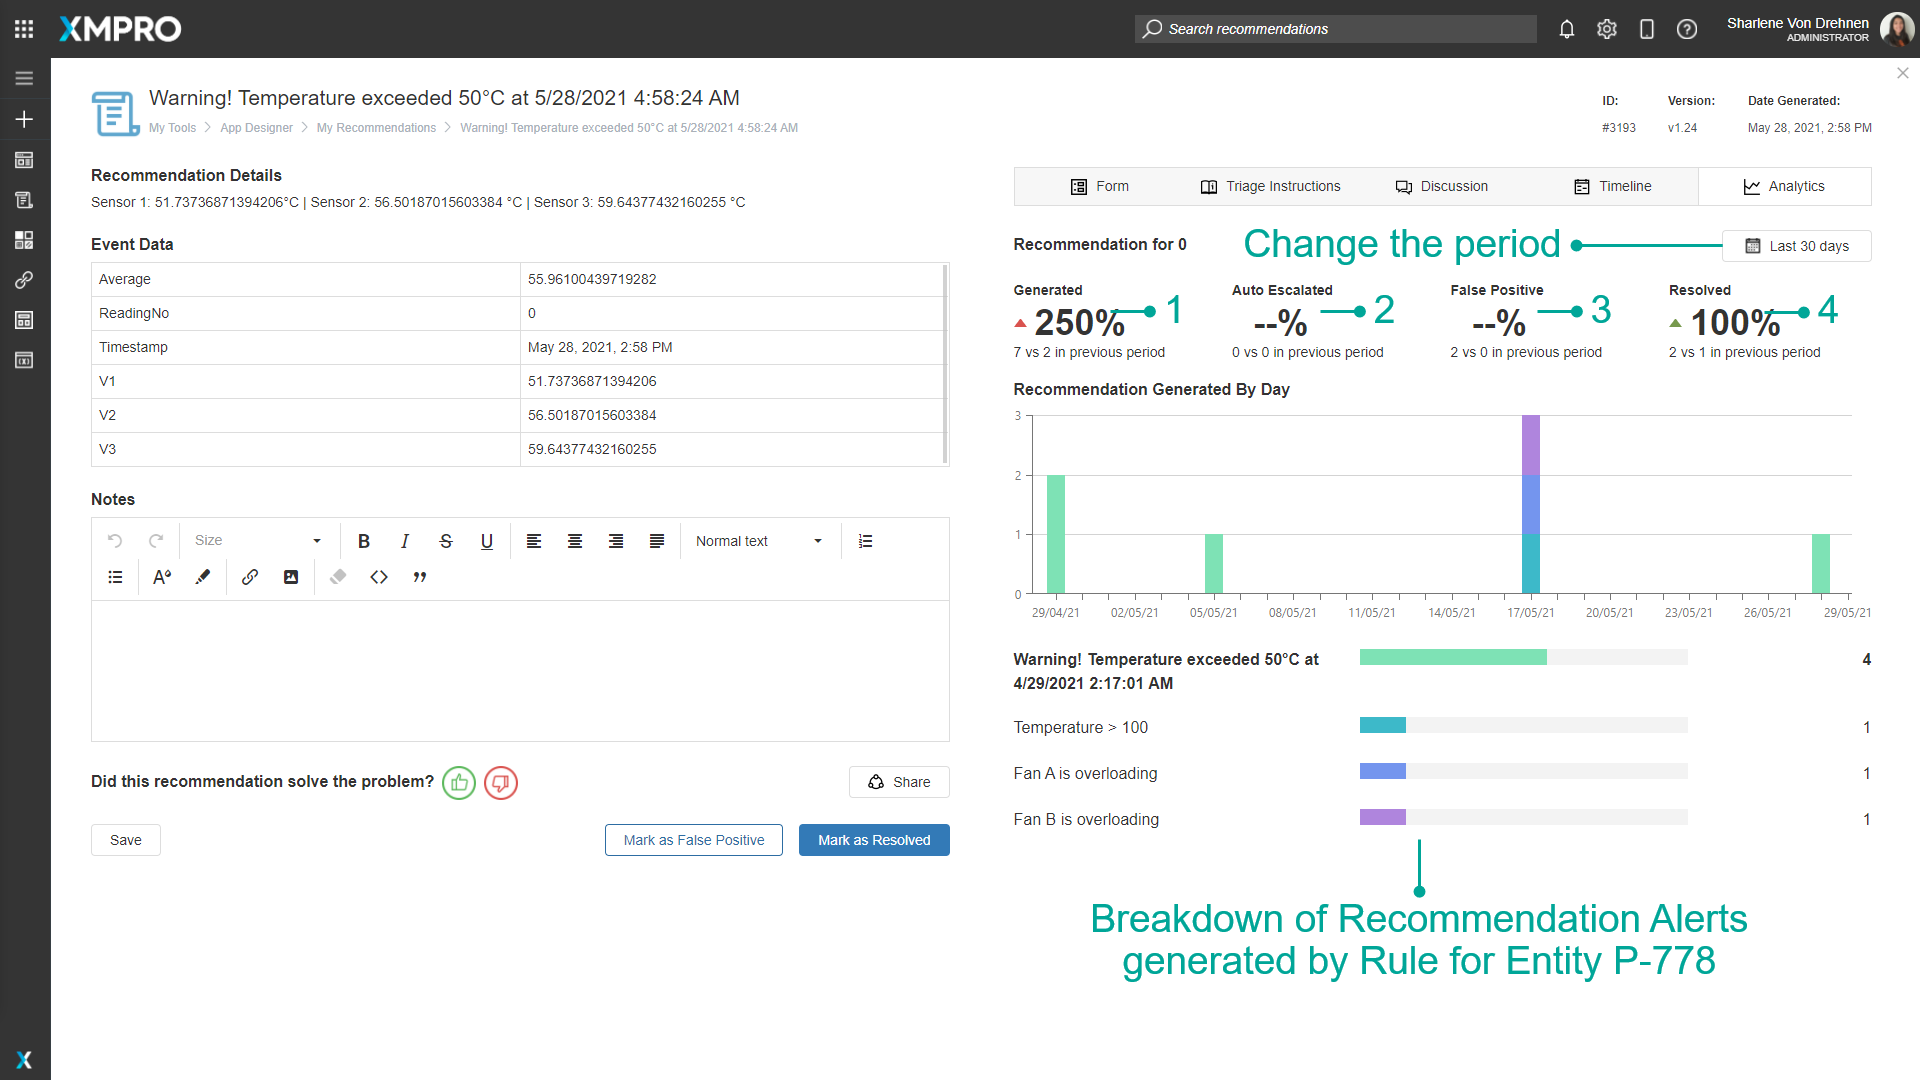 XMPRO
Search recommendations
Sharlene Von Drehnen
ADMINISTRATOR
Warning! Temperature exceeded 50°C at 5/28/2021 4:58:24 AM
My Tools > App Designer > My Recommendations > Warning! Temperature exceeded 50°C at 5/28/2021 4:58:24 AM
ID: Version: Date Generated:
#3193 v1.24 May 28, 2021, 2:58 PM
Recommendation Details
Sensor 1: 51.73736871394206°C | Sensor 2: 56.50187015603384 °C | Sensor 3: 59.64377432160255 °C
Event Data
Average 55.96100439719282
ReadingNo 0
Timestamp May 28, 2021, 2:58 PM
V1 51.73736871394206
V2 56.50187015603384
V3 59.64377432160255
Notes
Size B I S U Normal text
Did this recommendation solve the problem?
Share
Save
Mark as False Positive
Mark as Resolved
Form Triage Instructions Discussion Timeline Analytics
Recommendation for 0
Change the period
Last 30 days
Generated Auto Escalated False Positive Resolved
250% 1 --% 2 --% 3 100% 4
7 vs 2 in previous period 0 vs 0 in previous period 2 vs 0 in previous period 2 vs 1 in previous period
Recommendation Generated By Day
3
2
1
0
29/04/21 02/05/21 05/05/21 08/05/21 11/05/21 14/05/21 17/05/21 20/05/21 23/05/21 26/05/21 29/05/21
Warning! Temperature exceeded 50°C at 4
4/29/2021 2:17:01 AM
Temperature > 100 1
Fan A is overloading 1
Fan B is overloading 1
Breakdown of Recommendation Alerts
generated by Rule for Entity P-778
X